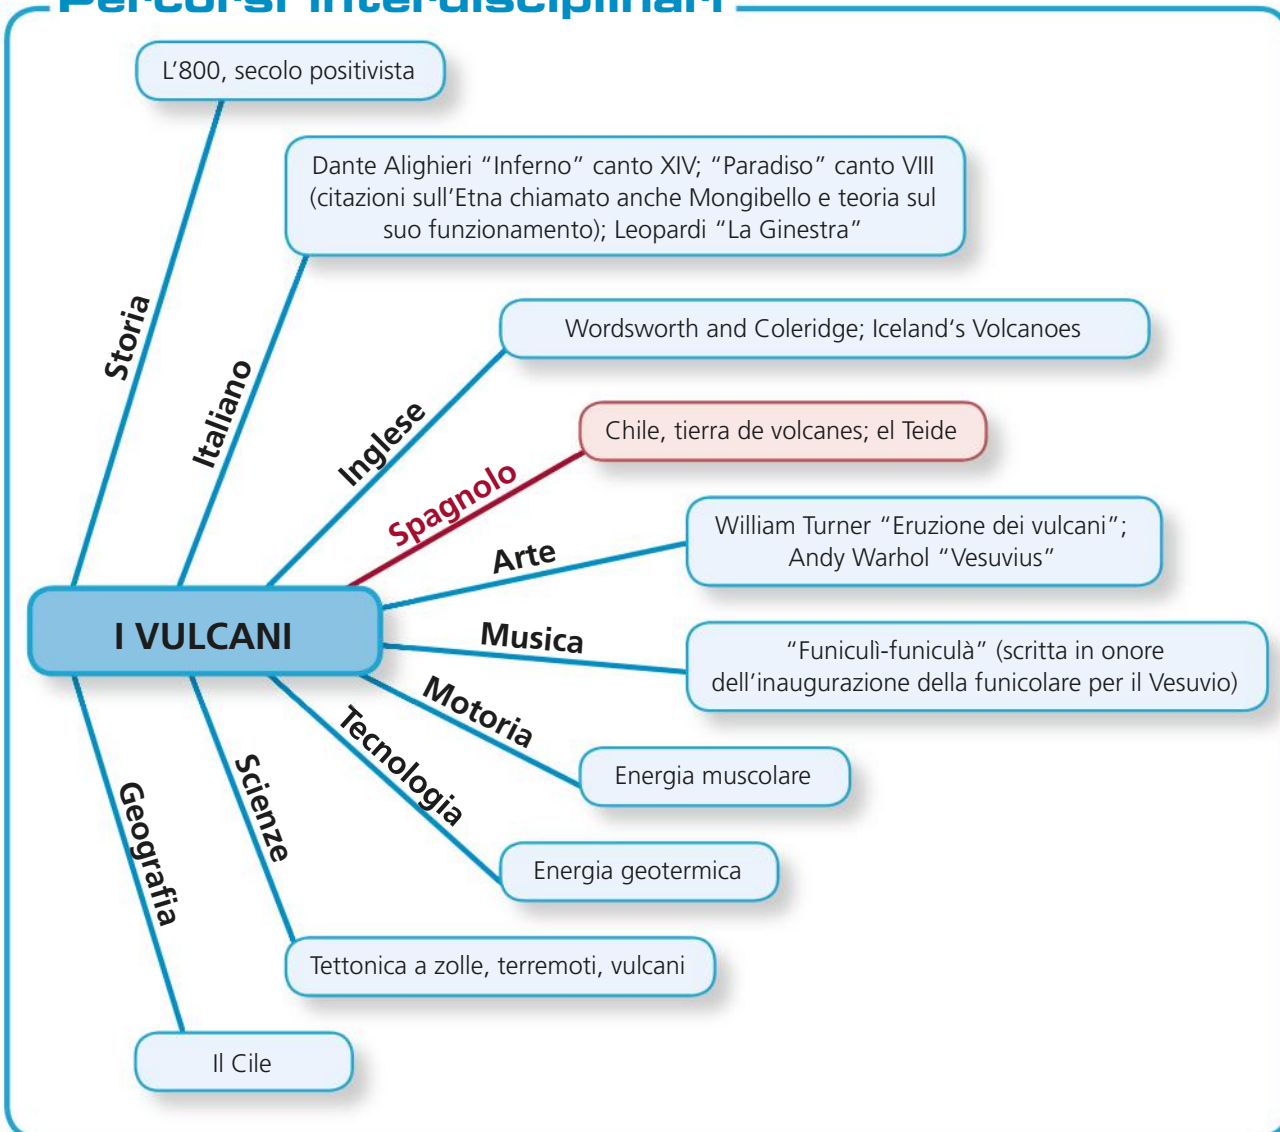 Percorsi interdisciplinari
L'800, secolo positivista
Storia
Dante Alighieri “Inferno” canto XIV; “Paradiso” canto VIII
(citazioni sull'Etna chiamato anche Mongibello e teoria sul
suo funzionamento); Leopardi “La Ginestra”
Italiano
Wordsworth and Coleridge; Iceland's Volcanoes
Inglese
Chile, tierra de volcanes; el Teide
Spagnolo
William Turner “Eruzione dei vulcani”;
Andy Warhol “Vesuvius”
Arte
I VULCANI
“Funiculì-funiculà” (scritta in onore
dell'inaugurazione della funicolare per il Vesuvio)
Musica
Motoria
Energia muscolare
Tecnologia
Energia geotermica
Scienze
Tettonica a zolle, terremoti, vulcani
Geografia
Il Cile